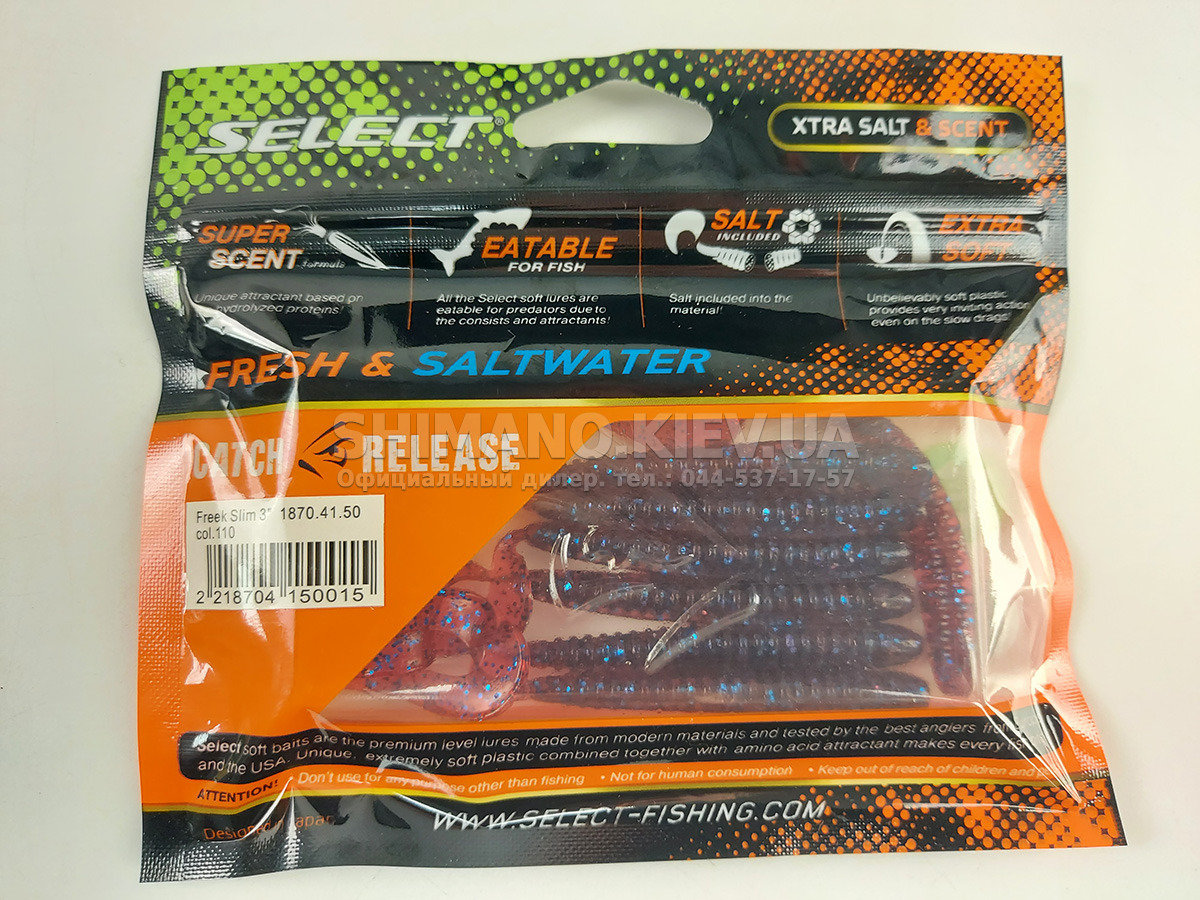 SELECT®
XTRA SALT & SCENT
SUPER SCENT formula
EATABLE FOR FISH
SALT INCLUDED
EXTRA SOFT
Unique attractant based on
hydrolyzed proteins!
All the Select soft lures are
eatable for predators due to
the consists and attractants!
Salt included into the
material!
Unbelievably soft plastic
provides very inviting action
even on the slow drags!
FRESH & SALTWATER
SHIMANO.KIEV.UA
Официальный дилер. тел.: 044-537-17-57
CATCH RELEASE
Freek Slim 3" 1870.41.50
col.110
2 218704 150015
Select soft baits are the premium level lures made from modern materials and tested by the best anglers from
and the USA. Unique, extremely soft plastic combined together with amino acid attractant makes every
ATTENTION! Don't use for any purpose other than fishing • Not for human consumption • Keep out of reach of children and
Designed in Japan
WWW.SELECT-FISHING.COM